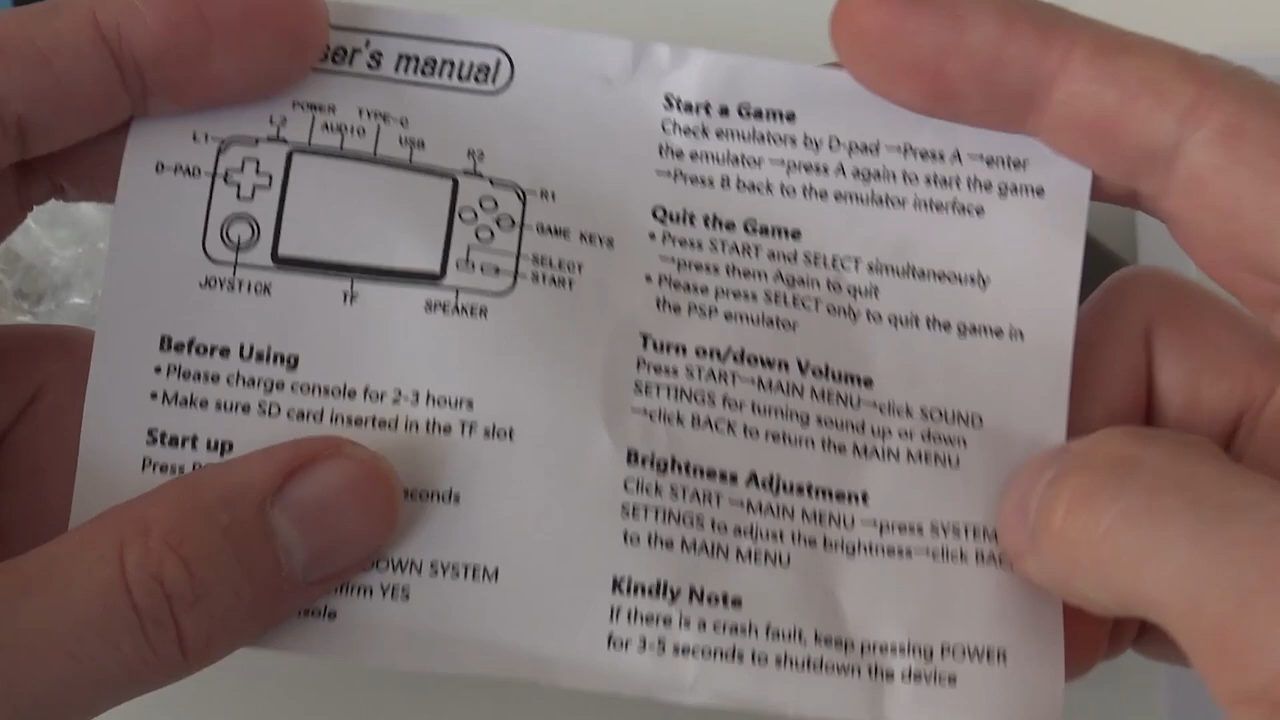 ser's manual
POWER TYPE-C
L2 AUDIO USB
L1 R2
D-PAD R1
GAME KEYS
SELECT
START
JOYSTICK TF SPEAKER
Before Using
• Please charge console for 2-3 hours
• Make sure SD card inserted in the TF slot
Start up
Press
seconds
DOWN SYSTEM
YES
Start a Game
Check emulators by D-pad →Press A →enter
the emulator →press A again to start the game
→Press B back to the emulator interface
Quit the Game
• Press START and SELECT simultaneously
→press them Again to quit
• Please press SELECT only to quit the game in
the PSP emulator
Turn on/down Volume
Press START→MAIN MENU→click SOUND
SETTINGS for turning sound up or down
→click BACK to return the MAIN MENU
Brightness Adjustment
Click START →MAIN MENU →press SYSTEM
SETTINGS to adjust the brightness→click BAC
to the MAIN MENU
Kindly Note
If there is a crash fault, keep pressing POWER
for 3-5 seconds to shutdown the device